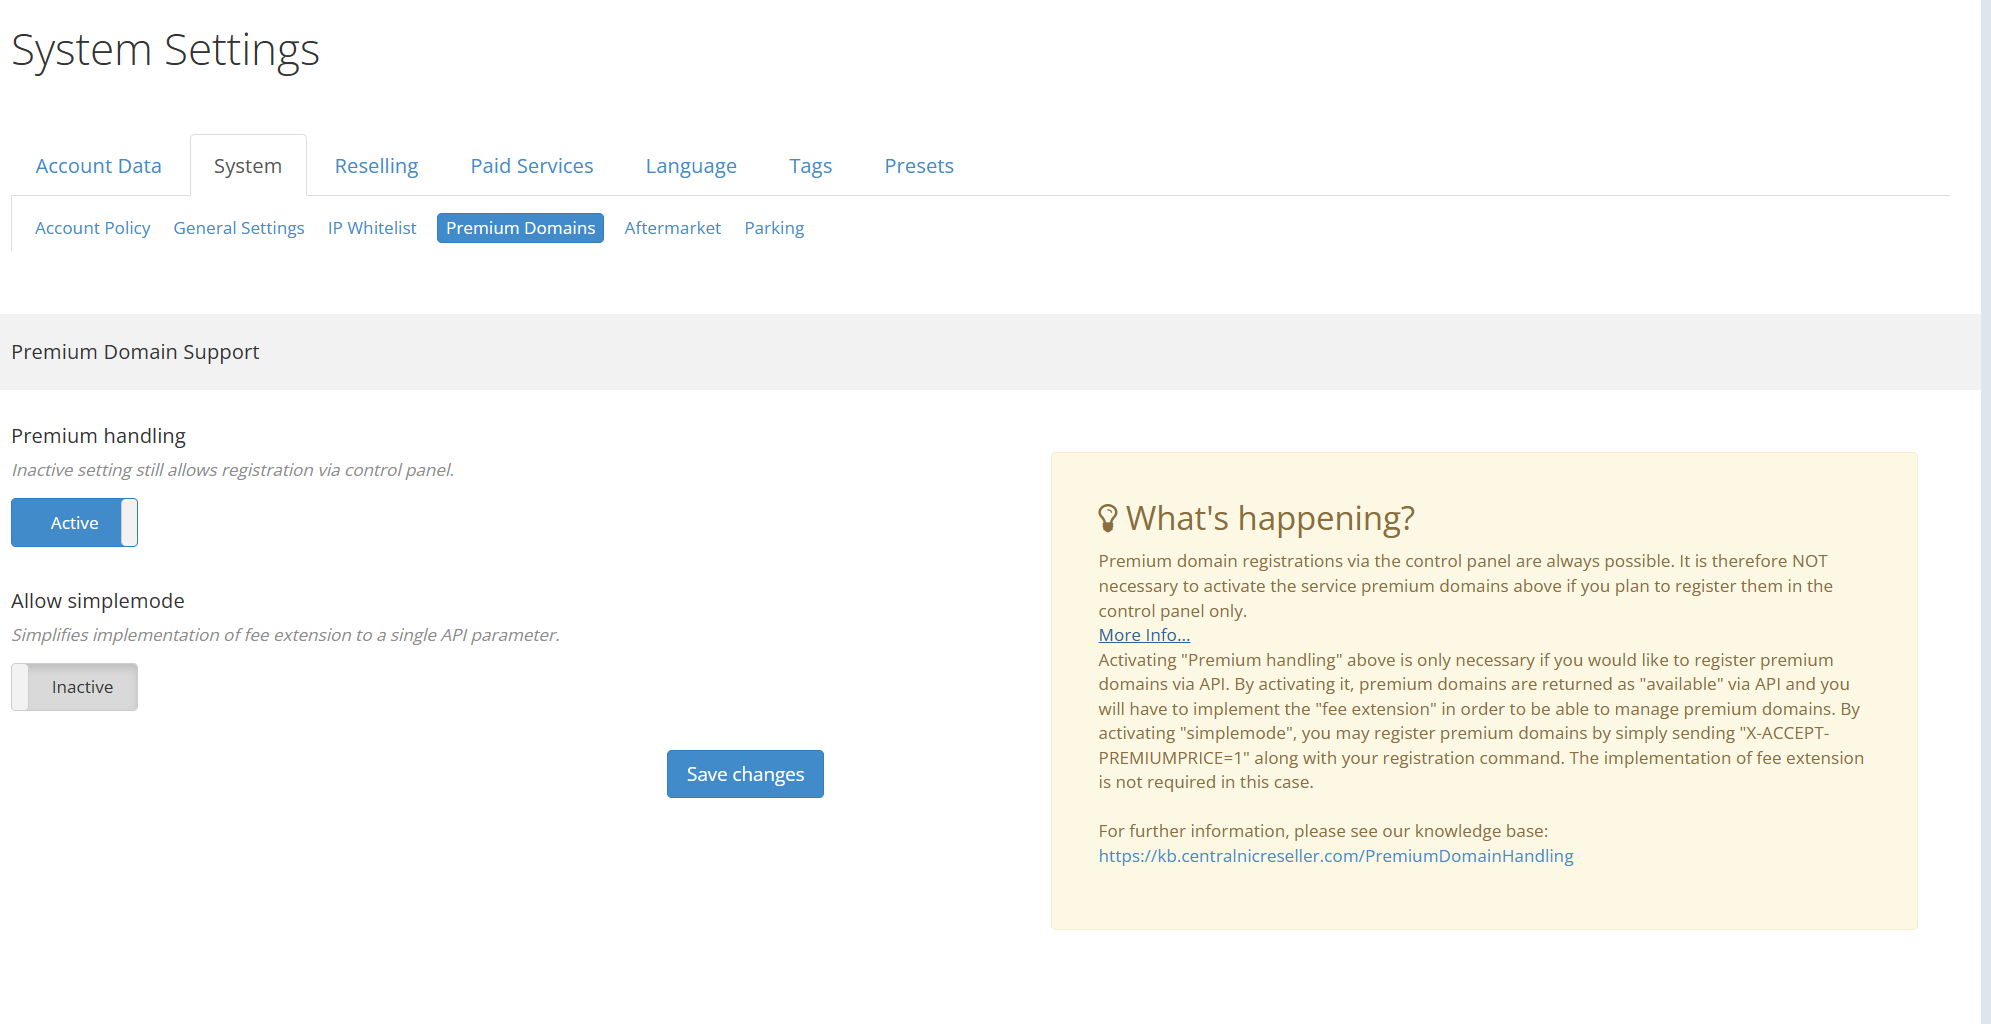 System Settings
Account Data System Reselling Paid Services Language Tags Presets
Account Policy General Settings IP Whitelist Premium Domains Aftermarket Parking
Premium Domain Support
Premium handling
Inactive setting still allows registration via control panel.
Active
Allow simplemode
Simplifies implementation of fee extension to a single API parameter.
Inactive
Save changes
What's happening?
Premium domain registrations via the control panel are always possible. It is therefore NOT
necessary to activate the service premium domains above if you plan to register them in the
control panel only.
More Info...
Activating "Premium handling" above is only necessary if you would like to register premium
domains via API. By activating it, premium domains are returned as "available" via API and you
will have to implement the "fee extension" in order to be able to manage premium domains. By
activating "simplemode", you may register premium domains by simply sending "X-ACCEPT-
PREMIUMPRICE=1" along with your registration command. The implementation of fee extension
is not required in this case.
For further information, please see our knowledge base:
https://kb.centralnicreseller.com/PremiumDomainHandling